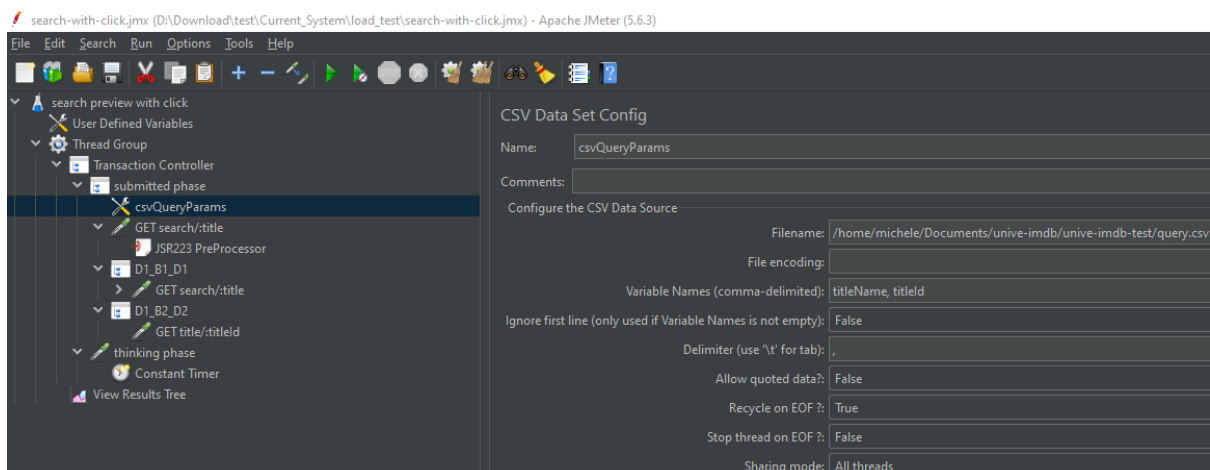 search-with-click.jmx (D:\Download\test\Current_System\load_test\search-with-click.jmx) - Apache JMeter (5.6.3)
File Edit Search Run Options Tools Help
STOP
search preview with click
User Defined Variables
Thread Group
Transaction Controller
submitted phase
csvQueryParams
GET search/:title
JSR223 PreProcessor
D1_B1_D1
GET search/:title
D1_B2_D2
GET title/:titleId
thinking phase
Constant Timer
View Results Tree
CSV Data Set Config
Name: csvQueryParams
Comments:
Configure the CSV Data Source
Filename: /home/michele/Documents/unive-imdb/unive-imdb-test/query.csv
File encoding:
Variable Names (comma-delimited): titleName, titleId
Ignore first line (only used if Variable Names is not empty): False
Delimiter (use '\t' for tab): ,
Allow quoted data?: False
Recycle on EOF ?: True
Stop thread on EOF ?: False
Sharing mode: All threads